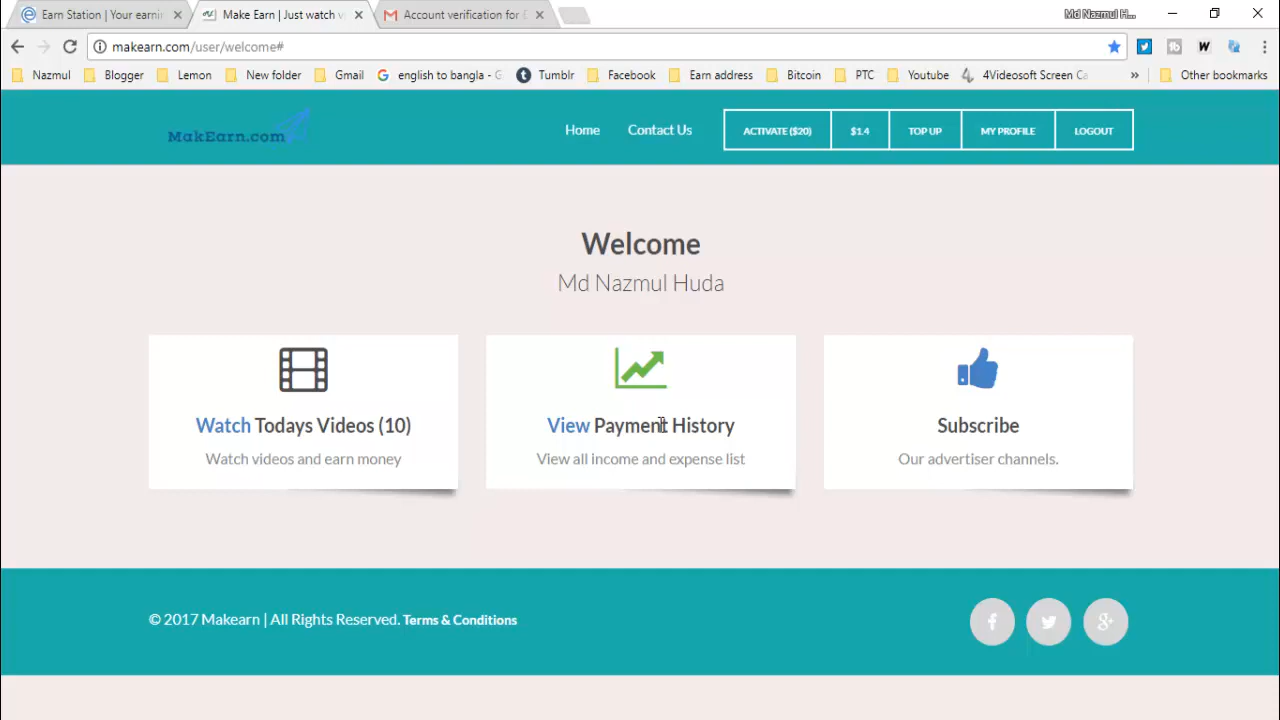 Earn Station | Your earnin
Make Earn | Just watch v
Account verification for E
Md Nazmul H...
makearn.com/user/welcome#
Nazmul
Blogger
Lemon
New folder
Gmail
english to bangla - G
Tumblr
Facebook
Earn address
Bitcoin
PTC
Youtube
4Videosoft Screen Ca
»
Other bookmarks
MakEarn.com
Home
Contact Us
ACTIVATE ($20)
$1.4
TOP UP
MY PROFILE
LOGOUT
Welcome
Md Nazmul Huda
Watch Todays Videos (10)
Watch videos and earn money
View Payment History
View all income and expense list
Subscribe
Our advertiser channels.
© 2017 Makearn | All Rights Reserved. Terms & Conditions